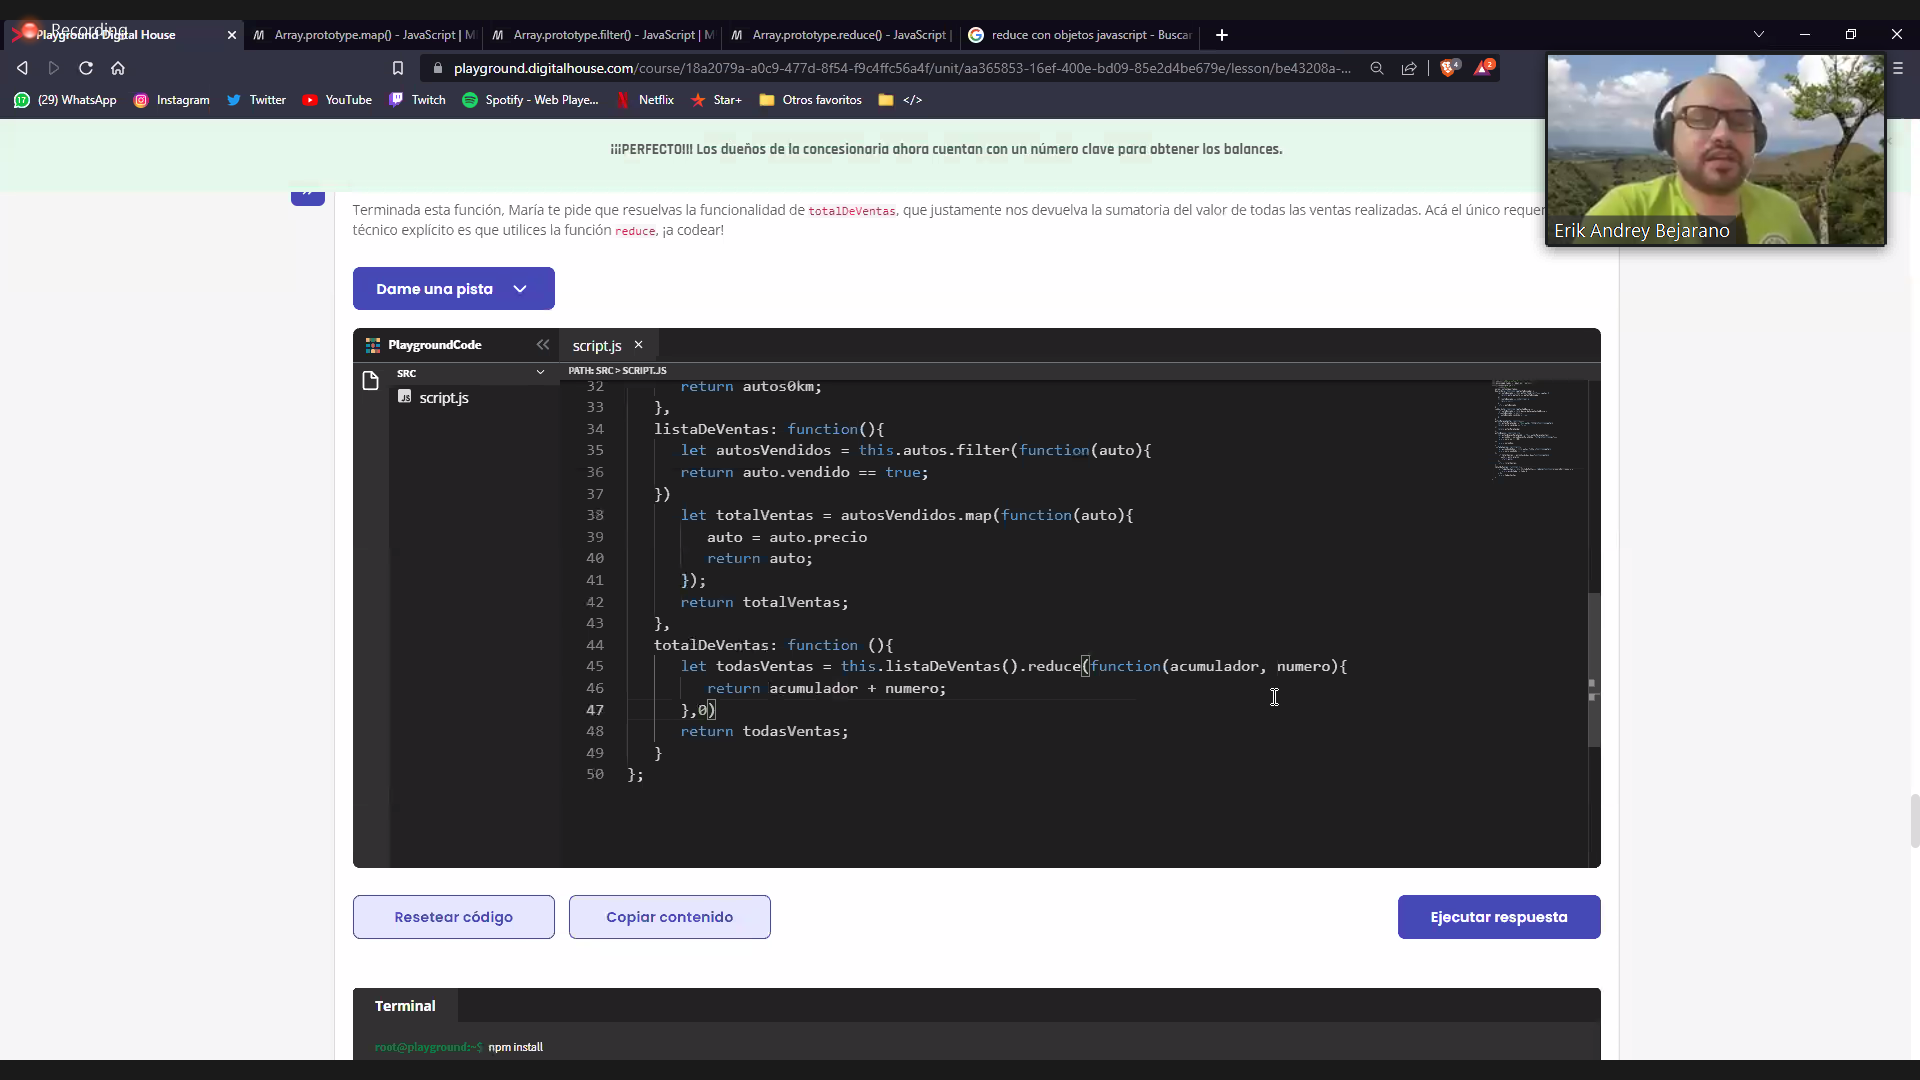 Recording
Playground Digital House
Array.prototype.map() - JavaScript | M
Array.prototype.filter() - JavaScript | M
Array.prototype.reduce() - JavaScript |
reduce con objetos javascript - Buscar
playground.digitalhouse.com/course/18a2079a-a0c9-477d-8f54-f9c4ffc56a4f/unit/aa365853-16ef-400e-bd09-85e2d4be679e/lesson/be43208a-...
4
2
(29) WhatsApp
Instagram
Twitter
YouTube
Twitch
Spotify - Web Playe...
Netflix
Star+
Otros favoritos
</>
¡¡¡PERFECTO!!! Los dueños de la concesionaria ahora cuentan con un número clave para obtener los balances.
Erik Andrey Bejarano
Terminada esta función, María te pide que resuelvas la funcionalidad de totalDeVentas, que justamente nos devuelva la sumatoria del valor de todas las ventas realizadas. Acá el único reque
técnico explícito es que utilices la función reduce, ¡a codear!
Dame una pista
PlaygroundCode
script.js
SRC
PATH: SRC > SCRIPT.JS
script.js
32 return autos0km;
33 },
34 listaDeVentas: function(){
35 let autosVendidos = this.autos.filter(function(auto){
36 return auto.vendido == true;
37 })
38 let totalVentas = autosVendidos.map(function(auto){
39 auto = auto.precio
40 return auto;
41 });
42 return totalVentas;
43 },
44 totalDeVentas: function (){
45 let todasVentas = this.listaDeVentas().reduce(function(acumulador, numero){
46 return acumulador + numero;
47 },0)
48 return todasVentas;
49 }
50 };
Resetear código
Copiar contenido
Ejecutar respuesta
Terminal
root@playground:~$ npm install